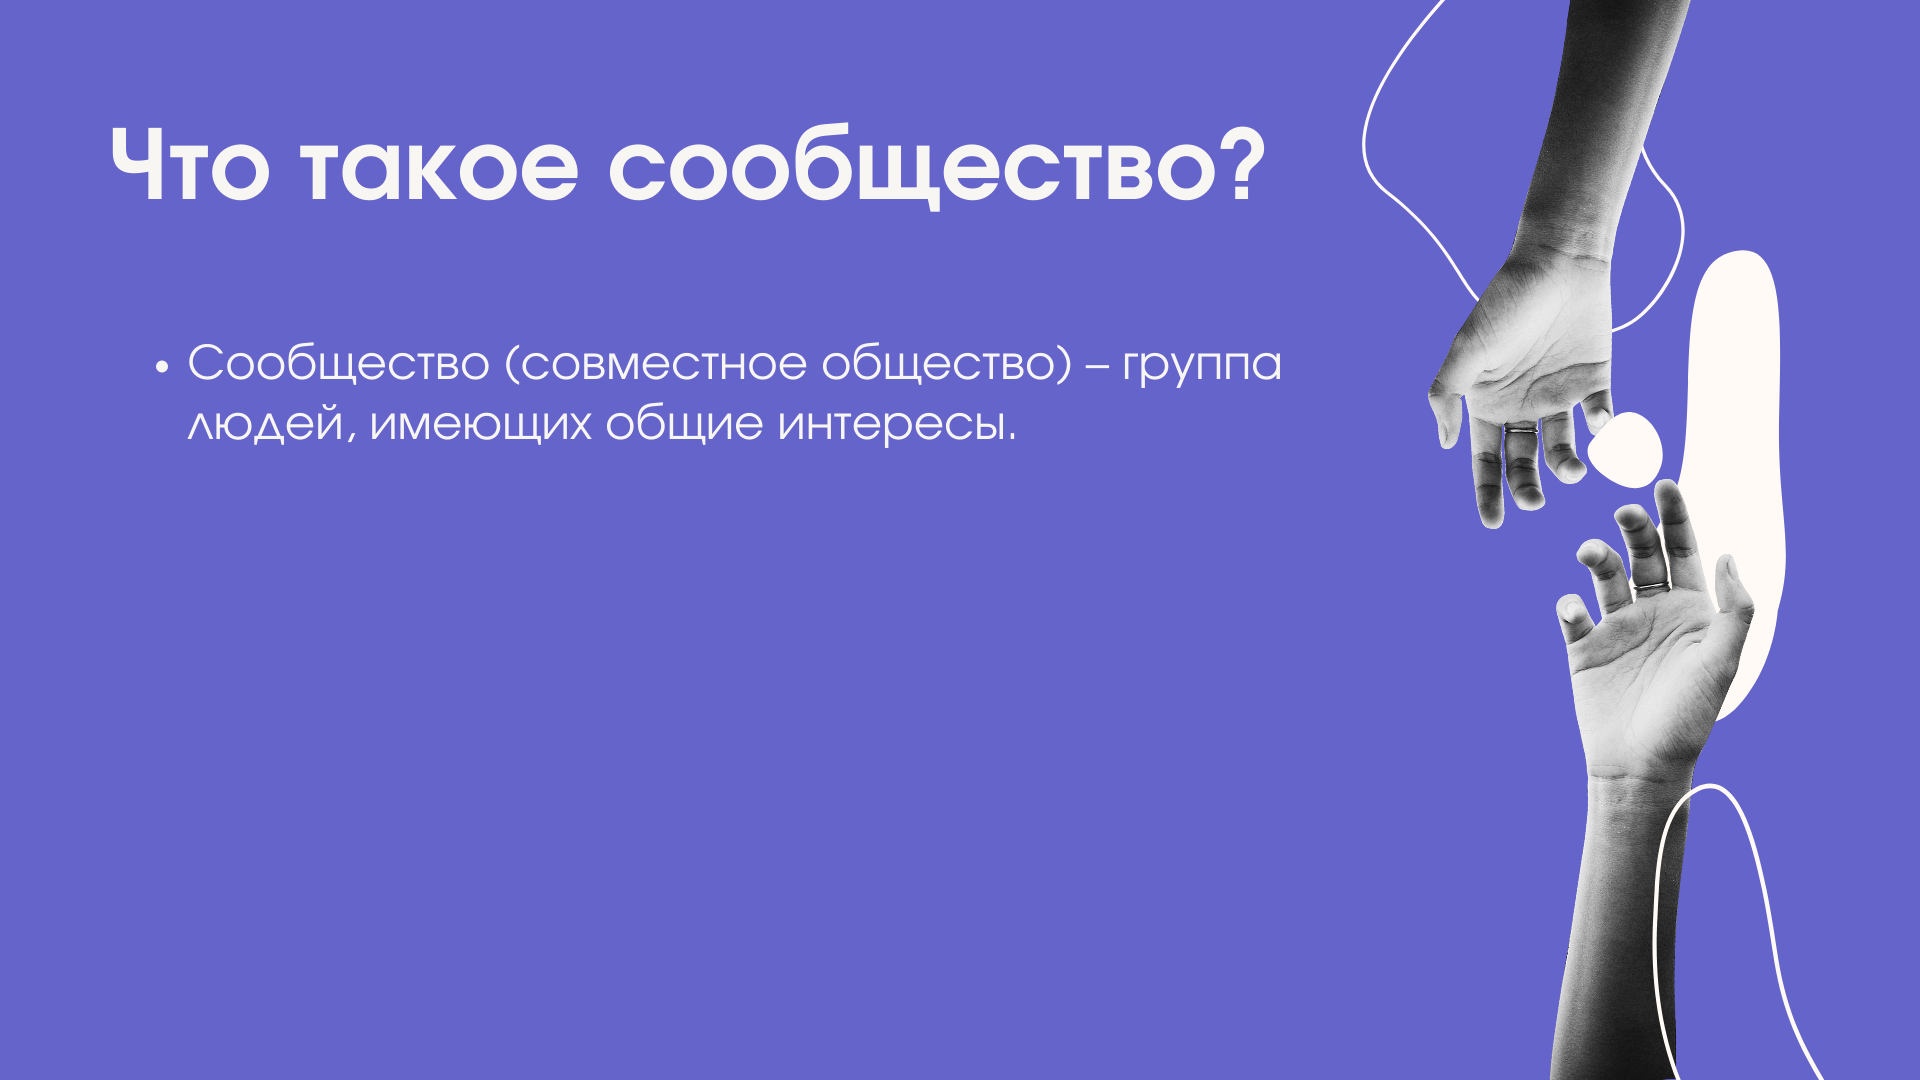 Что такое сообщество?
• Сообщество (совместное общество) – группа
людей, имеющих общие интересы.